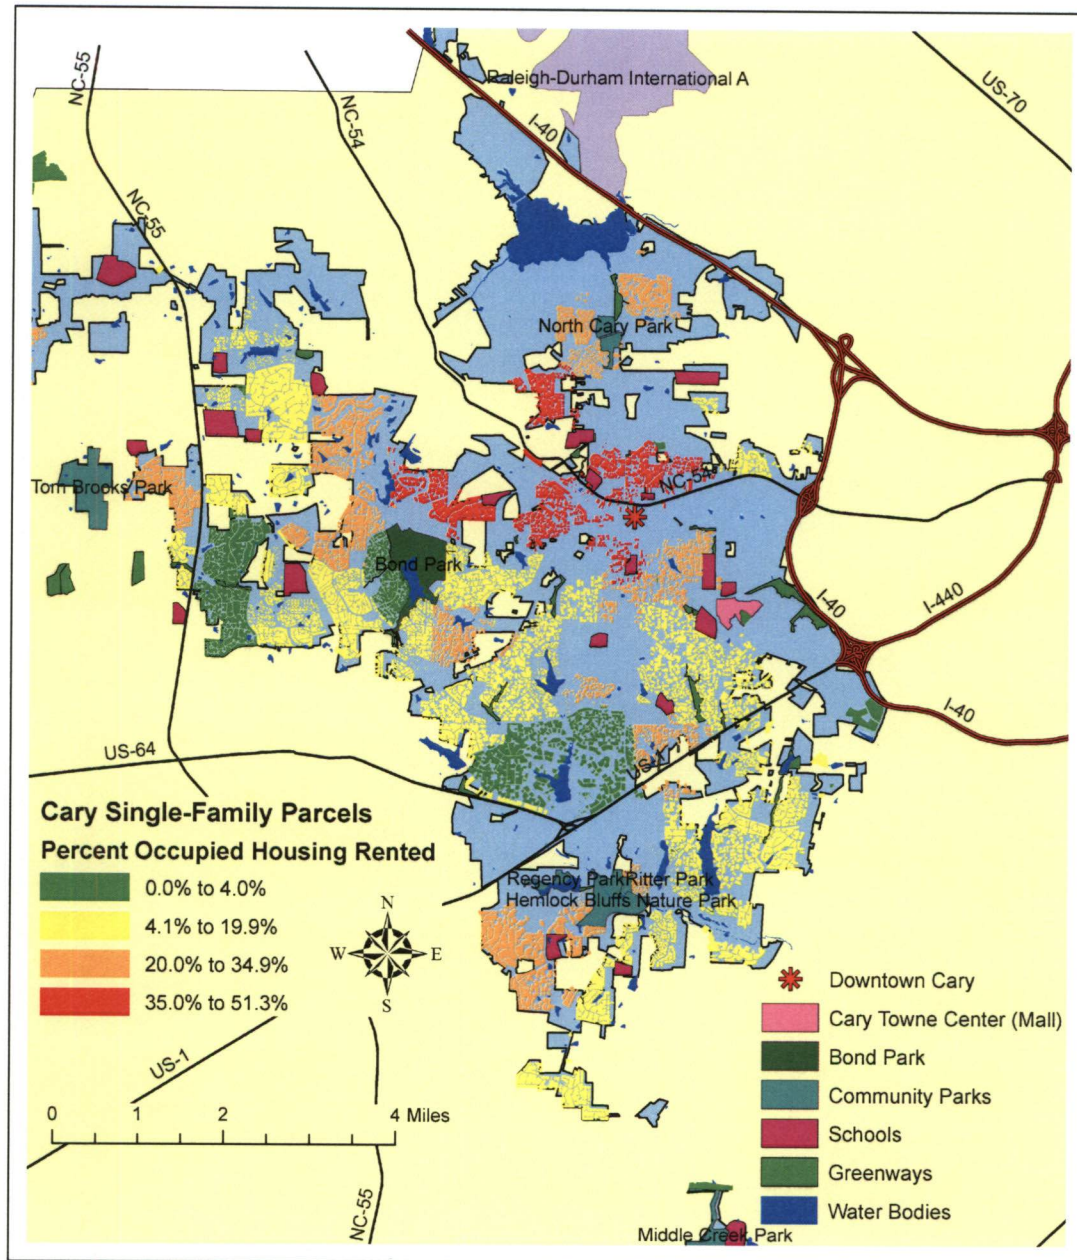 Raleigh-Durham International A
NC-55
NC-54
I-40
US-70
NC-55
North Cary Park
Tom Brooks Park
NC-54
Bond Park
I-40
I-440
I-40
US-64
US-1
Cary Single-Family Parcels
Percent Occupied Housing Rented
0.0% to 4.0%
4.1% to 19.9%
20.0% to 34.9%
35.0% to 51.3%
N
W E
S
Regency Park Ritter Park
Hemlock Bluffs Nature Park
Downtown Cary
Cary Towne Center (Mall)
Bond Park
Community Parks
Schools
Greenways
Water Bodies
US-1
0 1 2 4 Miles
NC-55
Middle Creek Park